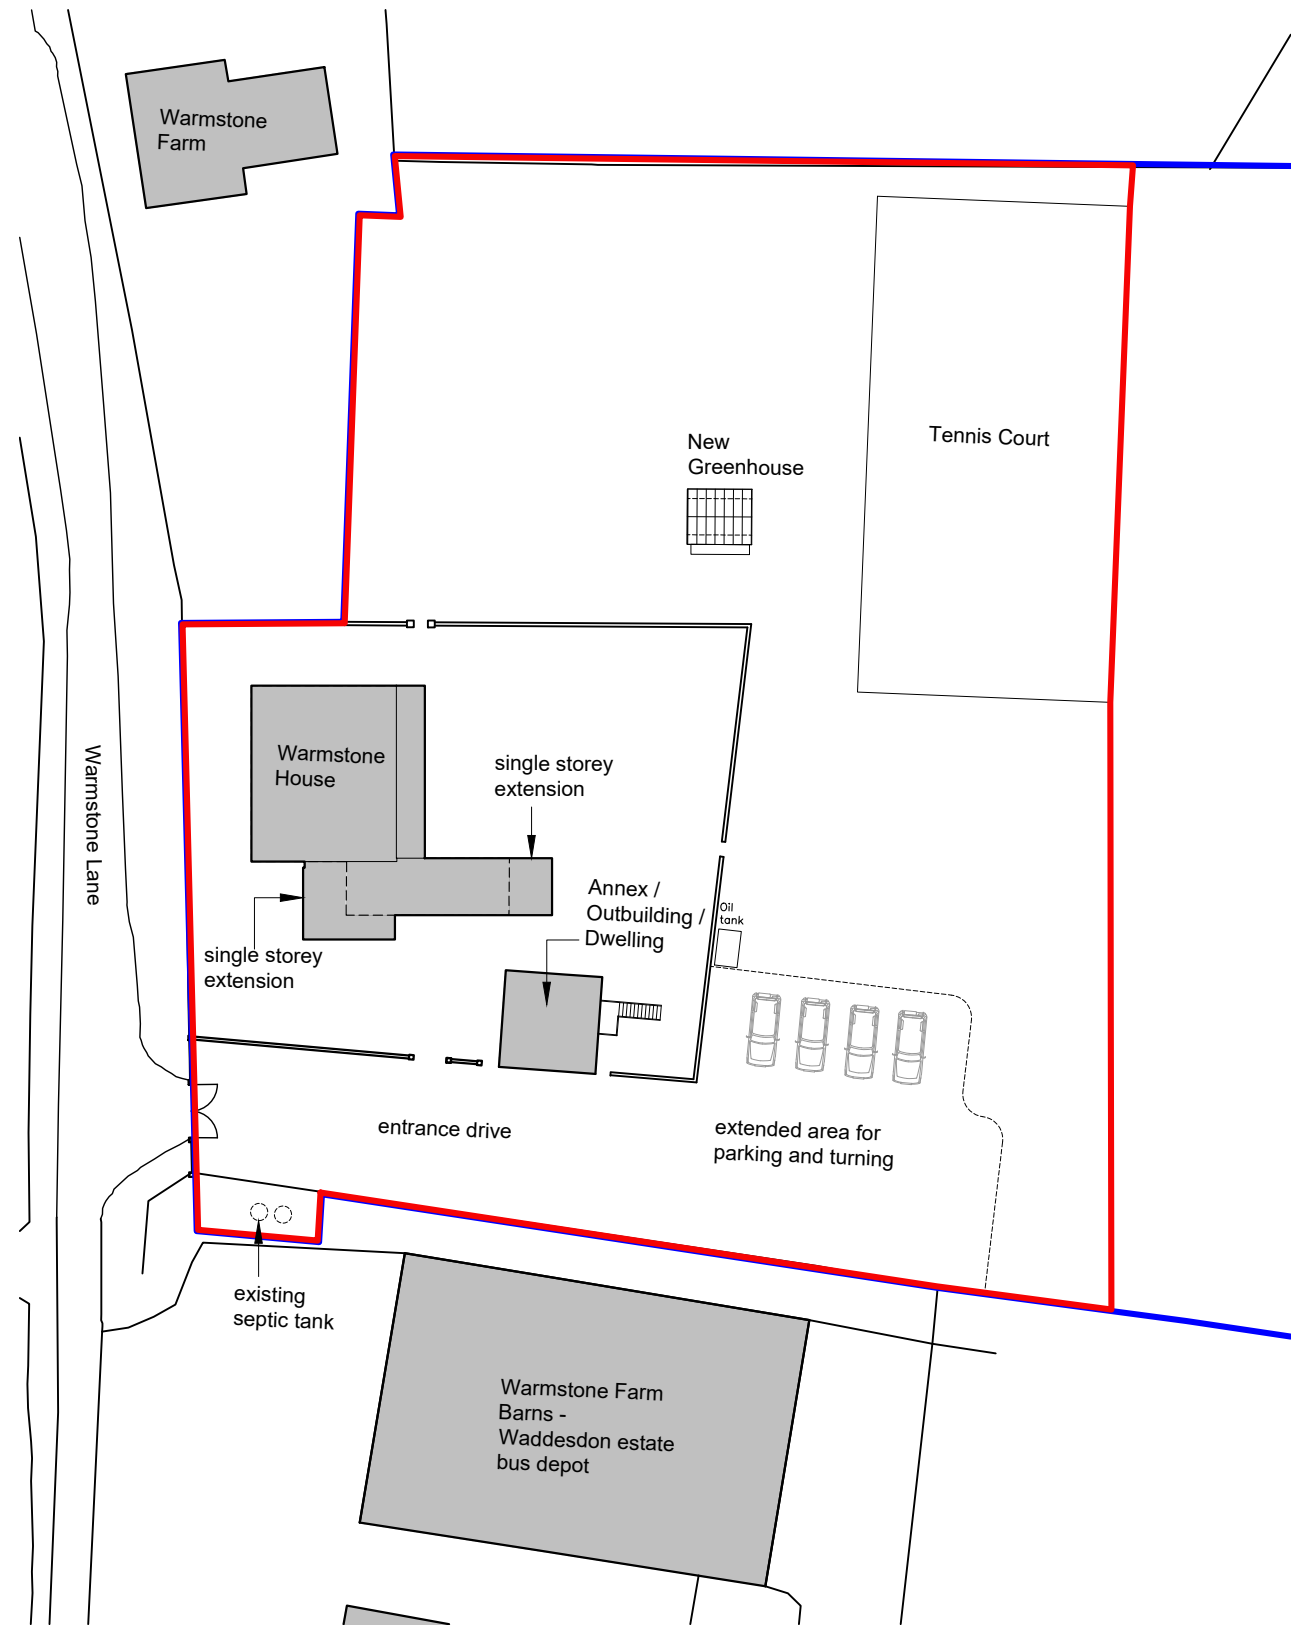 Warmstone
Farm
New
Greenhouse
Tennis Court
Warmstone
House
single storey
extension
Warmstone Lane
Annex /
Outbuilding /
Dwelling
Oil
tank
single storey
extension
entrance drive
extended area for
parking and turning
existing
septic tank
Warmstone Farm
Barns -
Waddesdon estate
bus depot